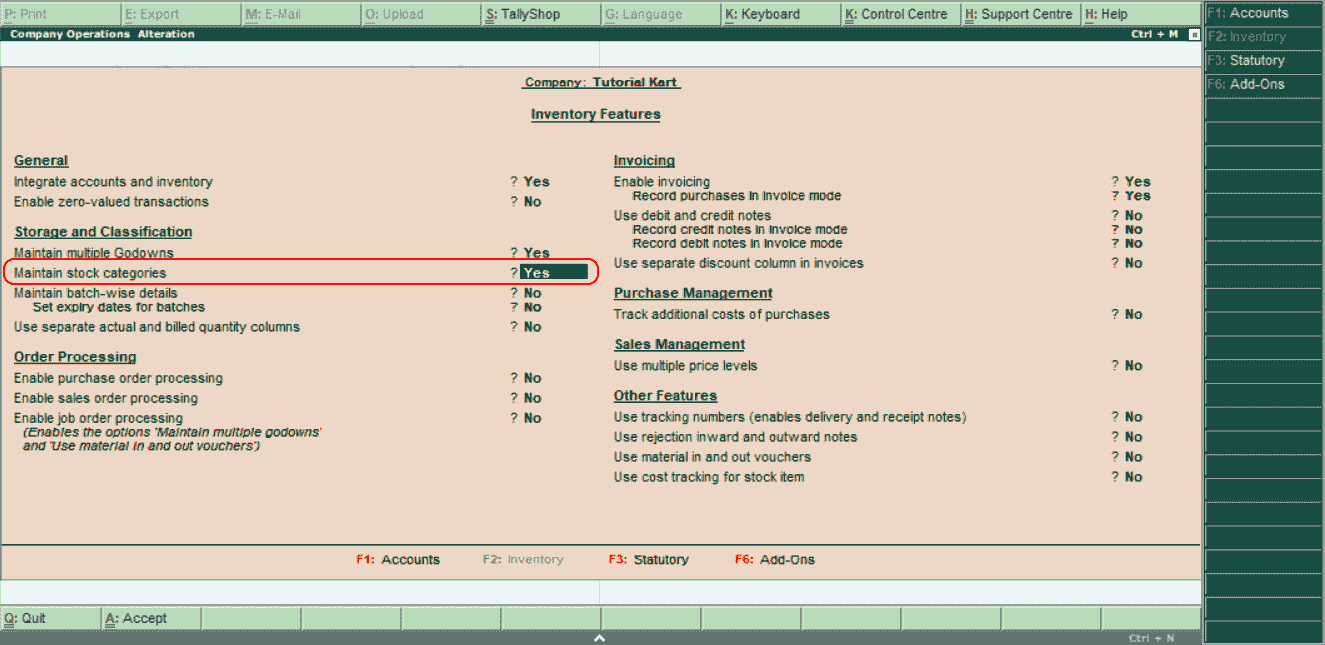 P: Print E: Export M: E-Mail O: Upload S: TallyShop G: Language K: Keyboard K: Control Centre H: Support Centre H: Help
F1: Accounts
F2: Inventory
F3: Statutory
F6: Add-Ons
Company Operations Alteration Ctrl + M
Company: Tutorial Kart
Inventory Features
General
Integrate accounts and inventory ? Yes
Enable zero-valued transactions ? No
Storage and Classification
Maintain multiple Godowns ? Yes
Maintain stock categories ? Yes
Maintain batch-wise details ? No
Set expiry dates for batches ? No
Use separate actual and billed quantity columns ? No
Order Processing
Enable purchase order processing ? No
Enable sales order processing ? No
Enable job order processing ? No
(Enables the options 'Maintain multiple godowns'
and 'Use material in and out vouchers')
Invoicing
Enable invoicing ? Yes
Record purchases in invoice mode ? Yes
Use debit and credit notes ? No
Record credit notes in invoice mode ? No
Record debit notes in invoice mode ? No
Use separate discount column in invoices ? No
Purchase Management
Track additional costs of purchases ? No
Sales Management
Use multiple price levels ? No
Other Features
Use tracking numbers (enables delivery and receipt notes) ? No
Use rejection inward and outward notes ? No
Use material in and out vouchers ? No
Use cost tracking for stock item ? No
F1: Accounts F2: Inventory F3: Statutory F6: Add-Ons
Q: Quit A: Accept
Ctrl + N